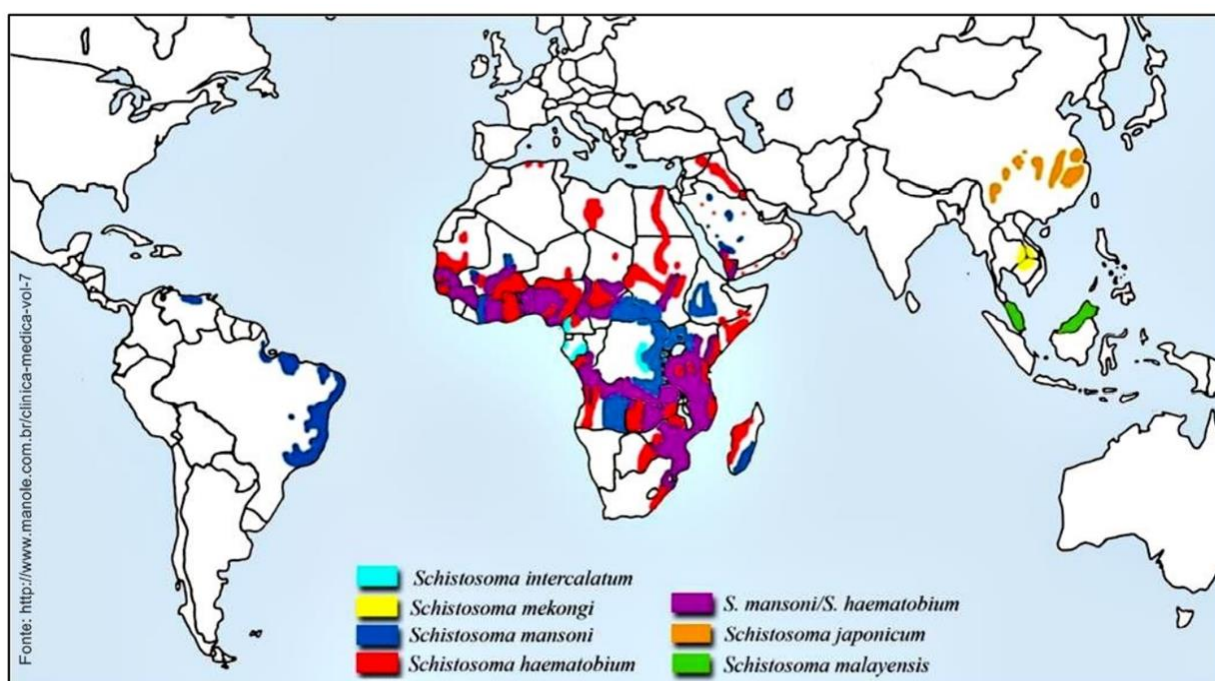 Fonte: http://www.manole.com.br/clinica-medica-vol-7
Schistosoma intercalatum
Schistosoma mekongi
Schistosoma mansoni
Schistosoma haematobium
S. mansoni/S. haematobium
Schistosoma japonicum
Schistosoma malayensis